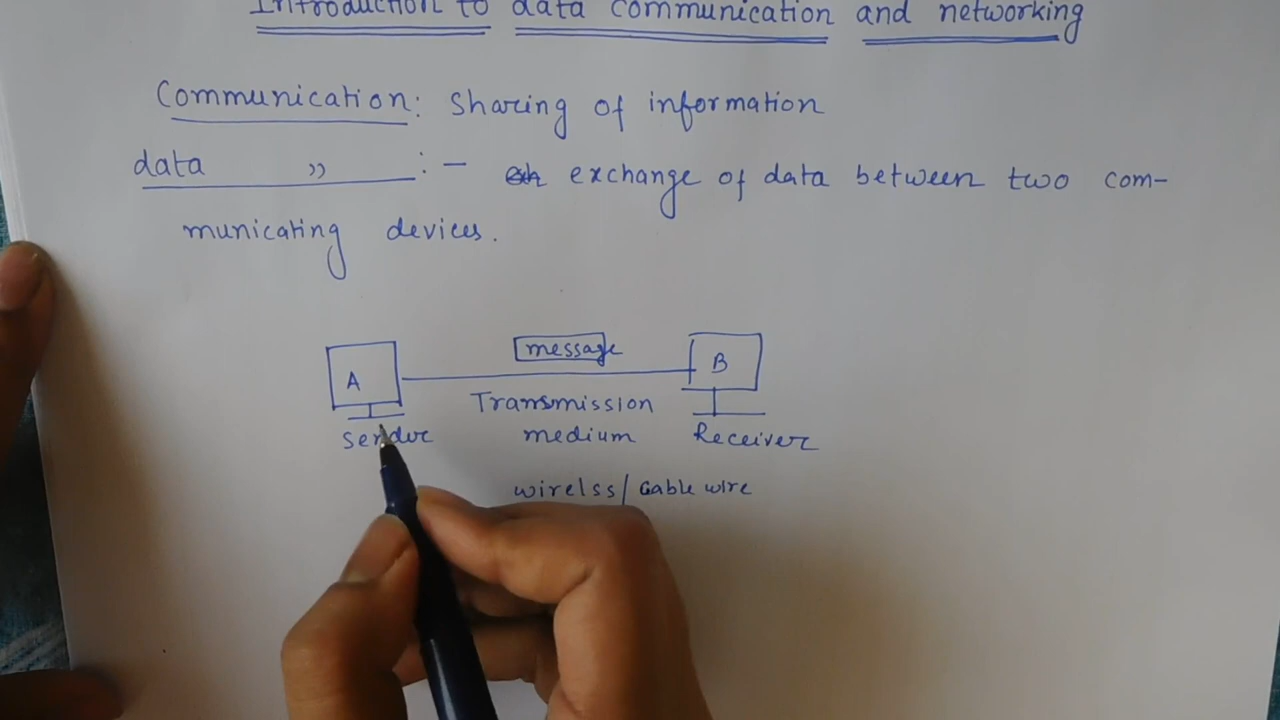 Introduction to data communication and networking
Communication: Sharing of information
data " :- exchange of data between two com-
municating devices.
message
A
B
Transmission
medium
Sender
Receiver
wirelss/cable wire